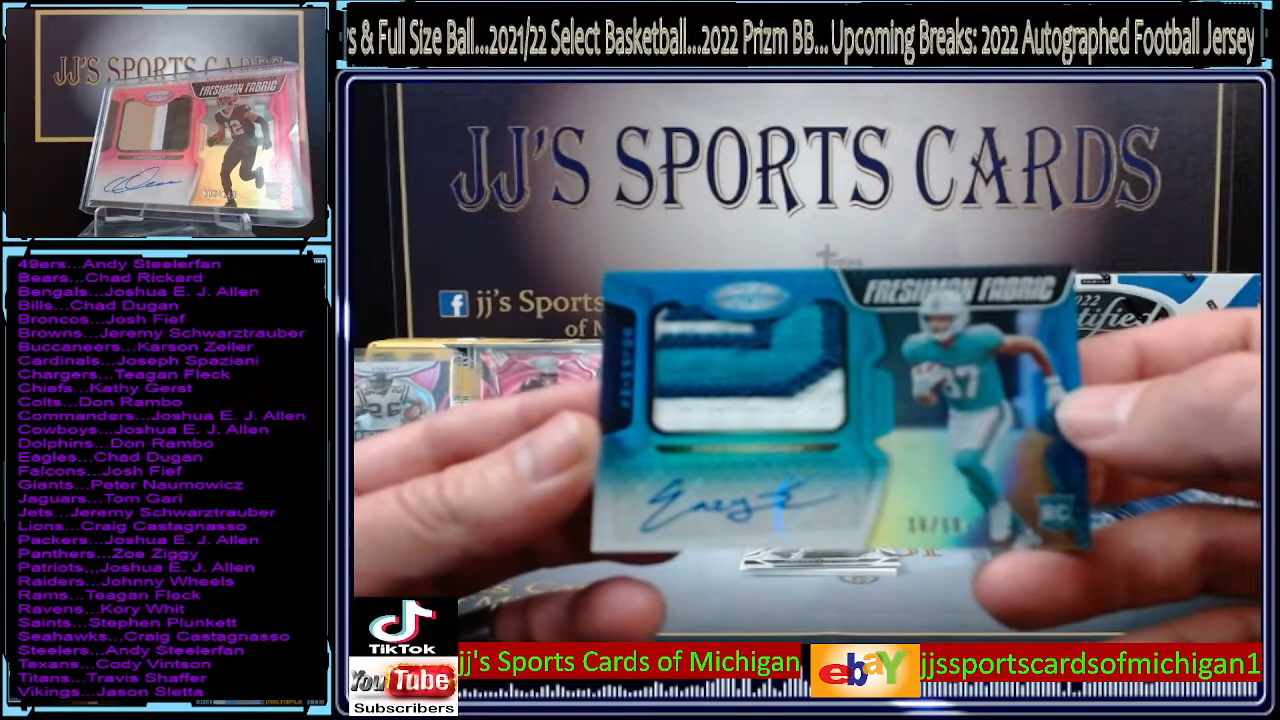 s & Full Size Ball...2021/22 Select Basketball...2022 Prizm BB... Upcoming Breaks: 2022 Autographed Football Jersey
JJ'S SPORTS CARDS
FRESHMAN FABRIC
49ers...Andy Steelerfan
Bears...Chad Rickard
Bengals...Joshua E. J. Allen
Bills...Chad Dugan
Broncos...Josh Fief
Browns...Jeremy Schwarztrauber
Buccaneers...Karson Zeiler
Cardinals...Joseph Spaziani
Chargers...Teagan Fleck
Chiefs...Kathy Gerst
Colts...Don Rambo
Commanders...Joshua E. J. Allen
Cowboys...Joshua E. J. Allen
Dolphins...Don Rambo
Eagles...Chad Dugan
Falcons...Josh Fief
Giants...Peter Naumowicz
Jaguars...Tom Gari
Jets...Jeremy Schwarztrauber
Lions...Craig Castagnasso
Packers...Joshua E. J. Allen
Panthers...Zoe Ziggy
Patriots,,,Joshua E. J. Allen
Raiders...Johnny Wheels
Rams...Teagan Fleck
Ravens...Kory Whit
Saints...Stephen Plunkett
Seahawks...Craig Castagnasso
Steelers...Andy Steelerfan
Texans...Cody Vintson
Titans...Travis Shaffer
Vikings...Jason Sletta
JJ'S SPORTS CARDS
jj's Sports
of M
FRESHMAN FABRIC
2022
RC
26
TikTok
YouTube
Subscribers
jj's Sports Cards of Michigan
ebay
jjssportscardsofmichigan1